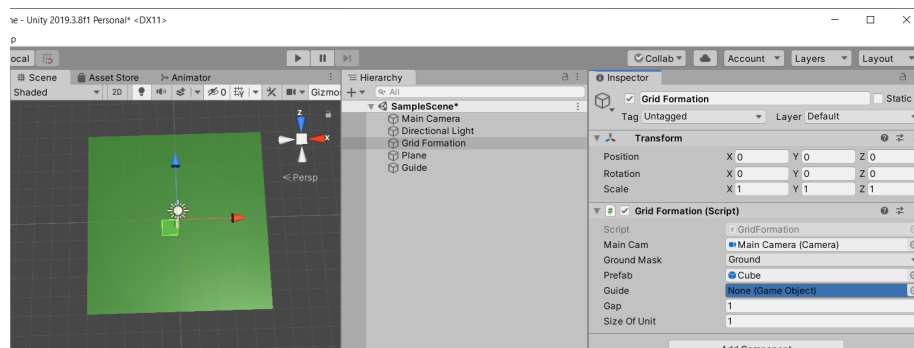 ne - Unity 2019.3.8f1 Personal* <DX11>
p
ocal
Collab
Account
Layers
Layout
Scene
Asset Store
Animator
Shaded
2D
0
Gizmo
z
x
Persp
Hierarchy
All
SampleScene*
Main Camera
Directional Light
Grid Formation
Plane
Guide
Inspector
Grid Formation
Static
Tag Untagged
Layer Default
Transform
Position X 0 Y 0 Z 0
Rotation X 0 Y 0 Z 0
Scale X 1 Y 1 Z 1
Grid Formation (Script)
Script GridFormation
Main Cam Main Camera (Camera)
Ground Mask Ground
Prefab Cube
Guide None (Game Object)
Gap 1
Size Of Unit 1
Add Component